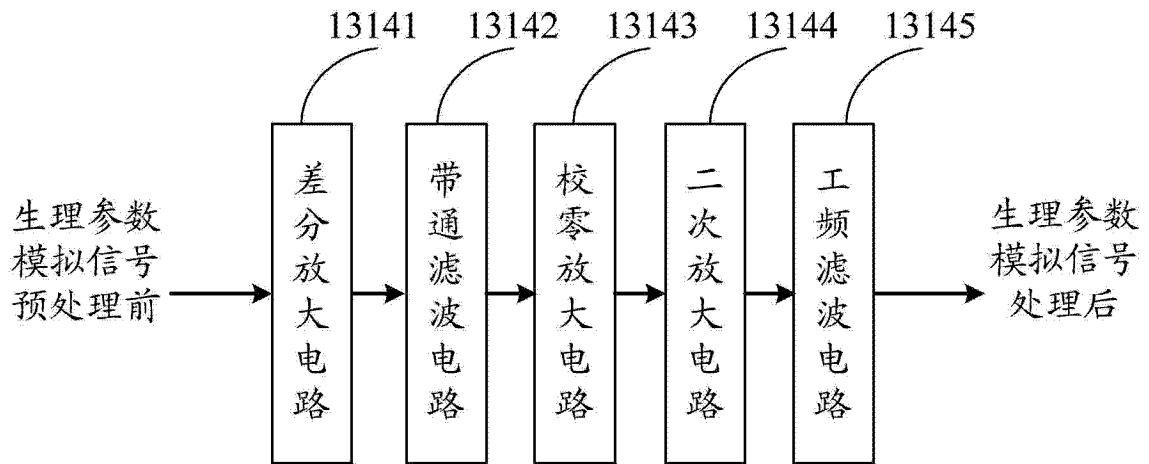 13141
13142
13143
13144
13145
生理参数
模拟信号
预处理前
差分放大电路
带通滤波电路
校零放大电路
二次放大电路
工频滤波电路
生理参数
模拟信号
处理后